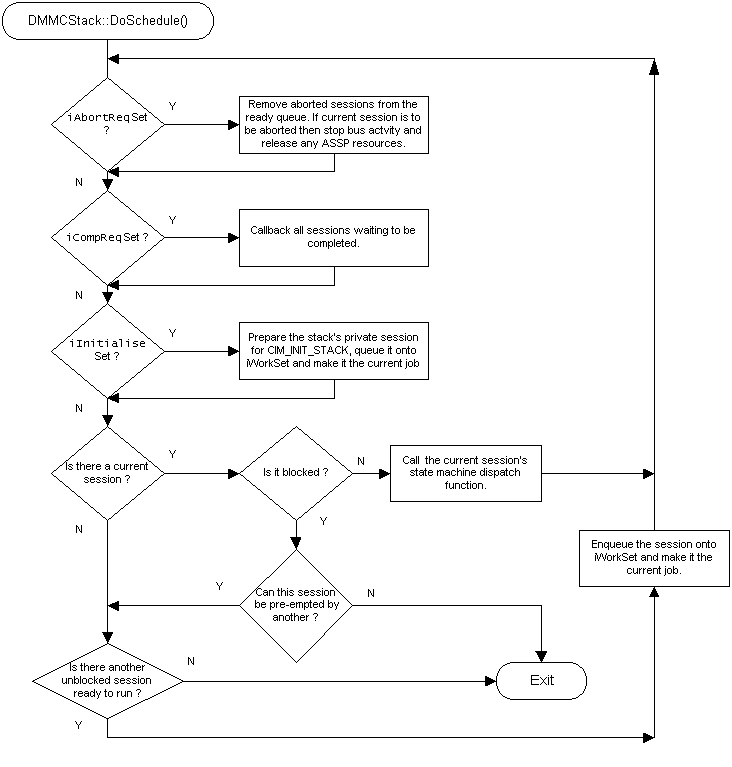 DMMCStack::DoSchedule()
iAbortReqSet
?
Y
Remove aborted sessions from the
ready queue. If current session is to
be aborted then stop bus actvity and
release any ASSP resources.
N
iCompReqSet ?
Y
Callback all sessions waiting to be
completed.
N
iInitialise
Set ?
Y
Prepare the stack's private session
for CIM_INIT_STACK, queue it onto
iWorkSet and make it the current job
N
Is there a current
session ?
Y
Is it blocked ?
N
Call the current session's
state machine dispatch
function.
N
Y
Enqueue the session onto
iWorkSet and make it the
current job.
Can this session
be pre-empted by
another ?
Y
N
Is there another
unblocked session
ready to run ?
N
Exit
Y